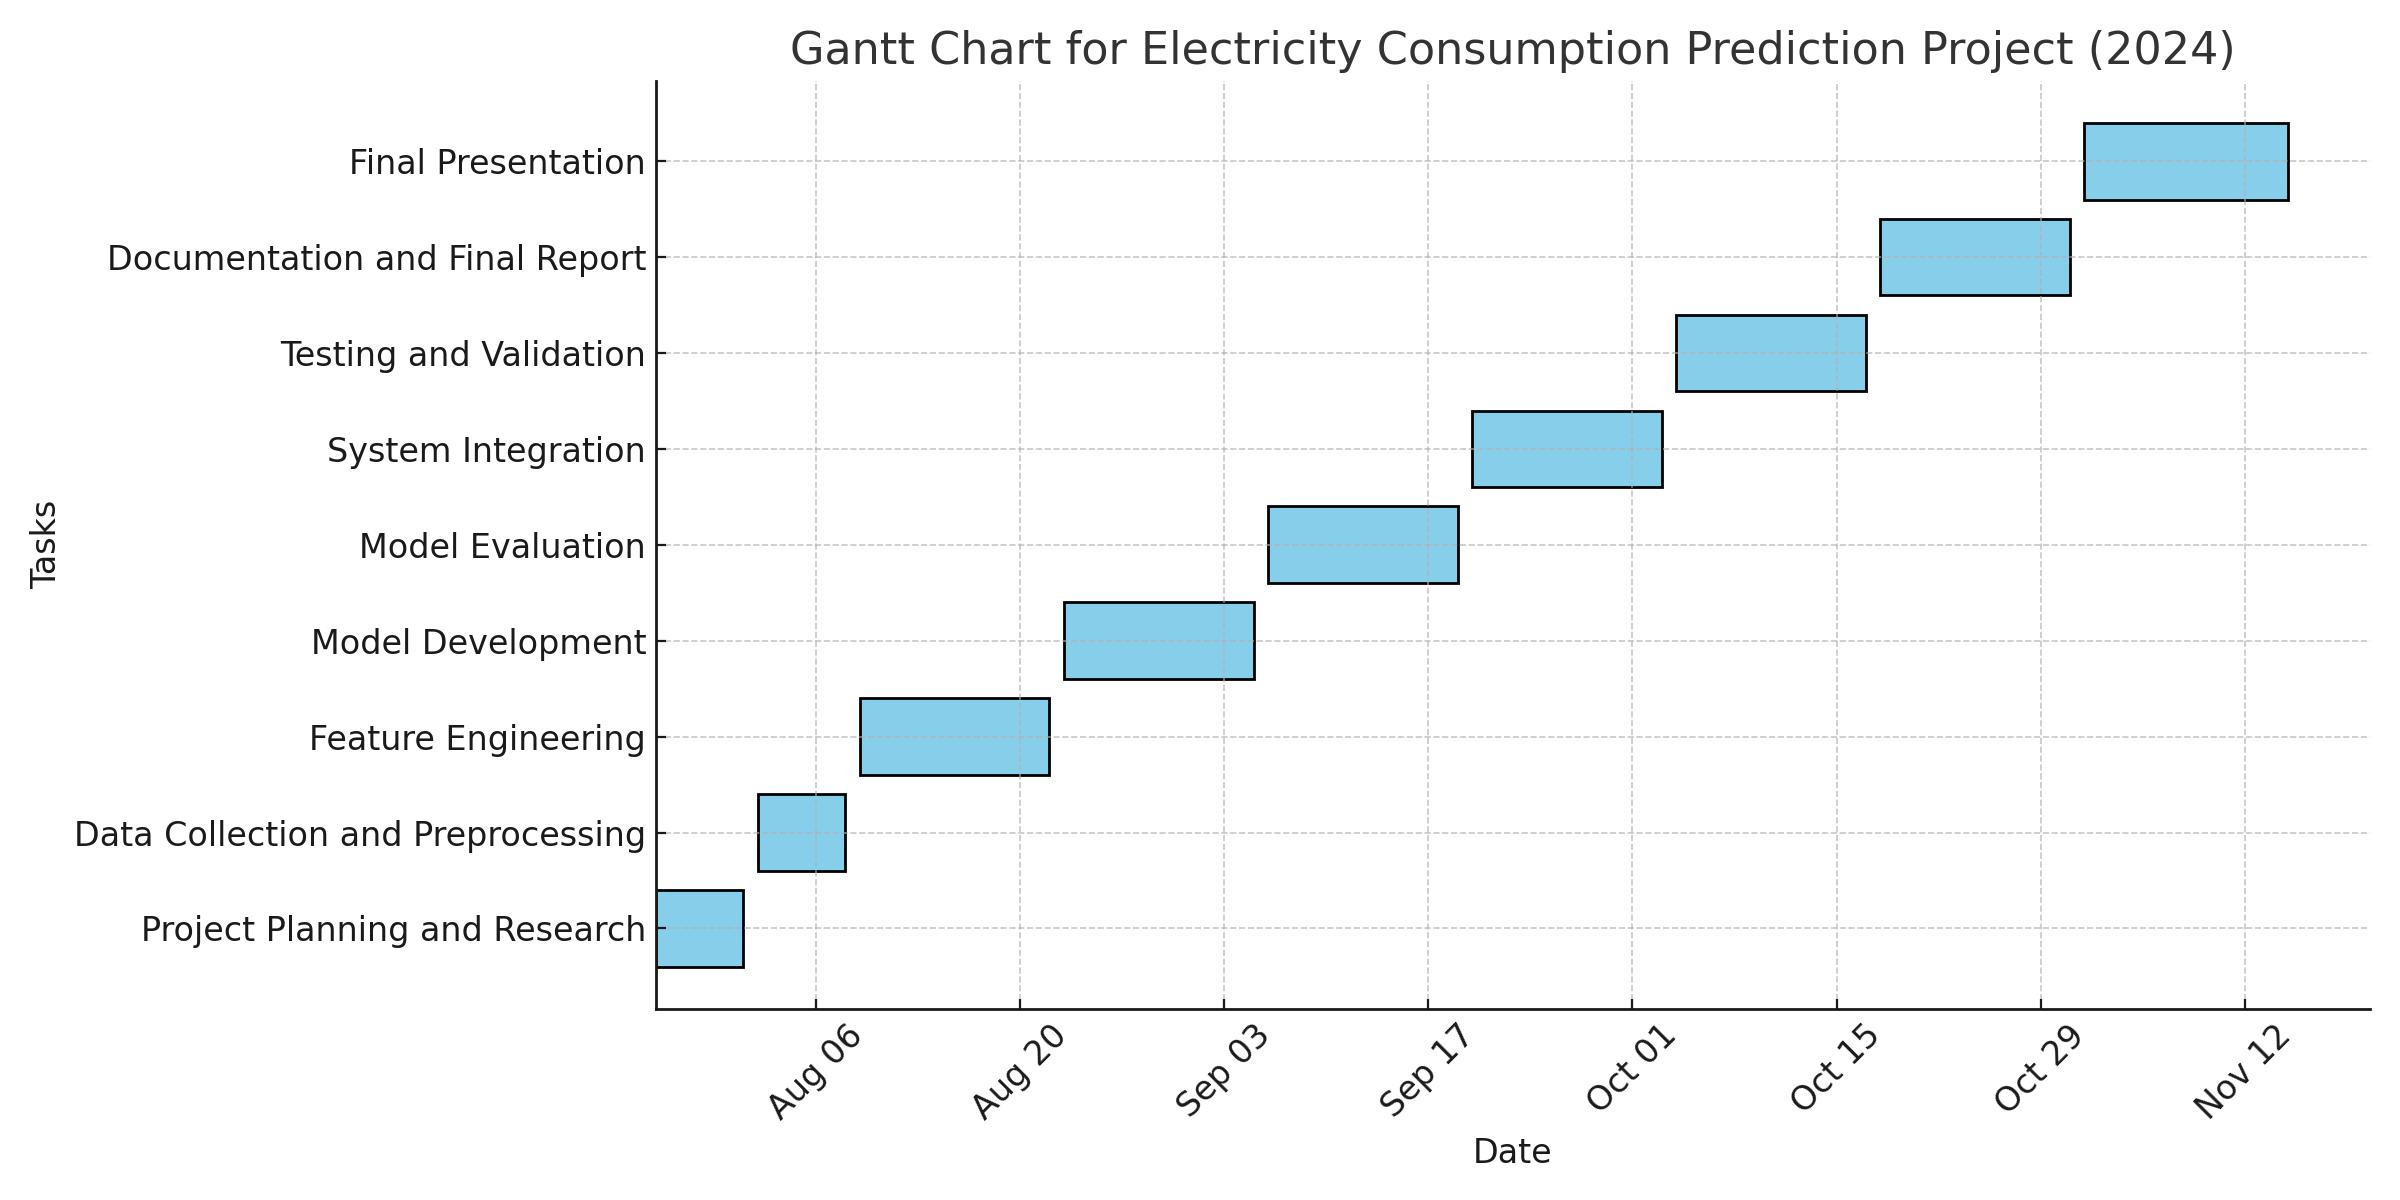 Gantt Chart for Electricity Consumption Prediction Project (2024)
Tasks
Final Presentation
Documentation and Final Report
Testing and Validation
System Integration
Model Evaluation
Model Development
Feature Engineering
Data Collection and Preprocessing
Project Planning and Research
Aug 06
Aug 20
Sep 03
Sep 17
Oct 01
Oct 15
Oct 29
Nov 12
Date